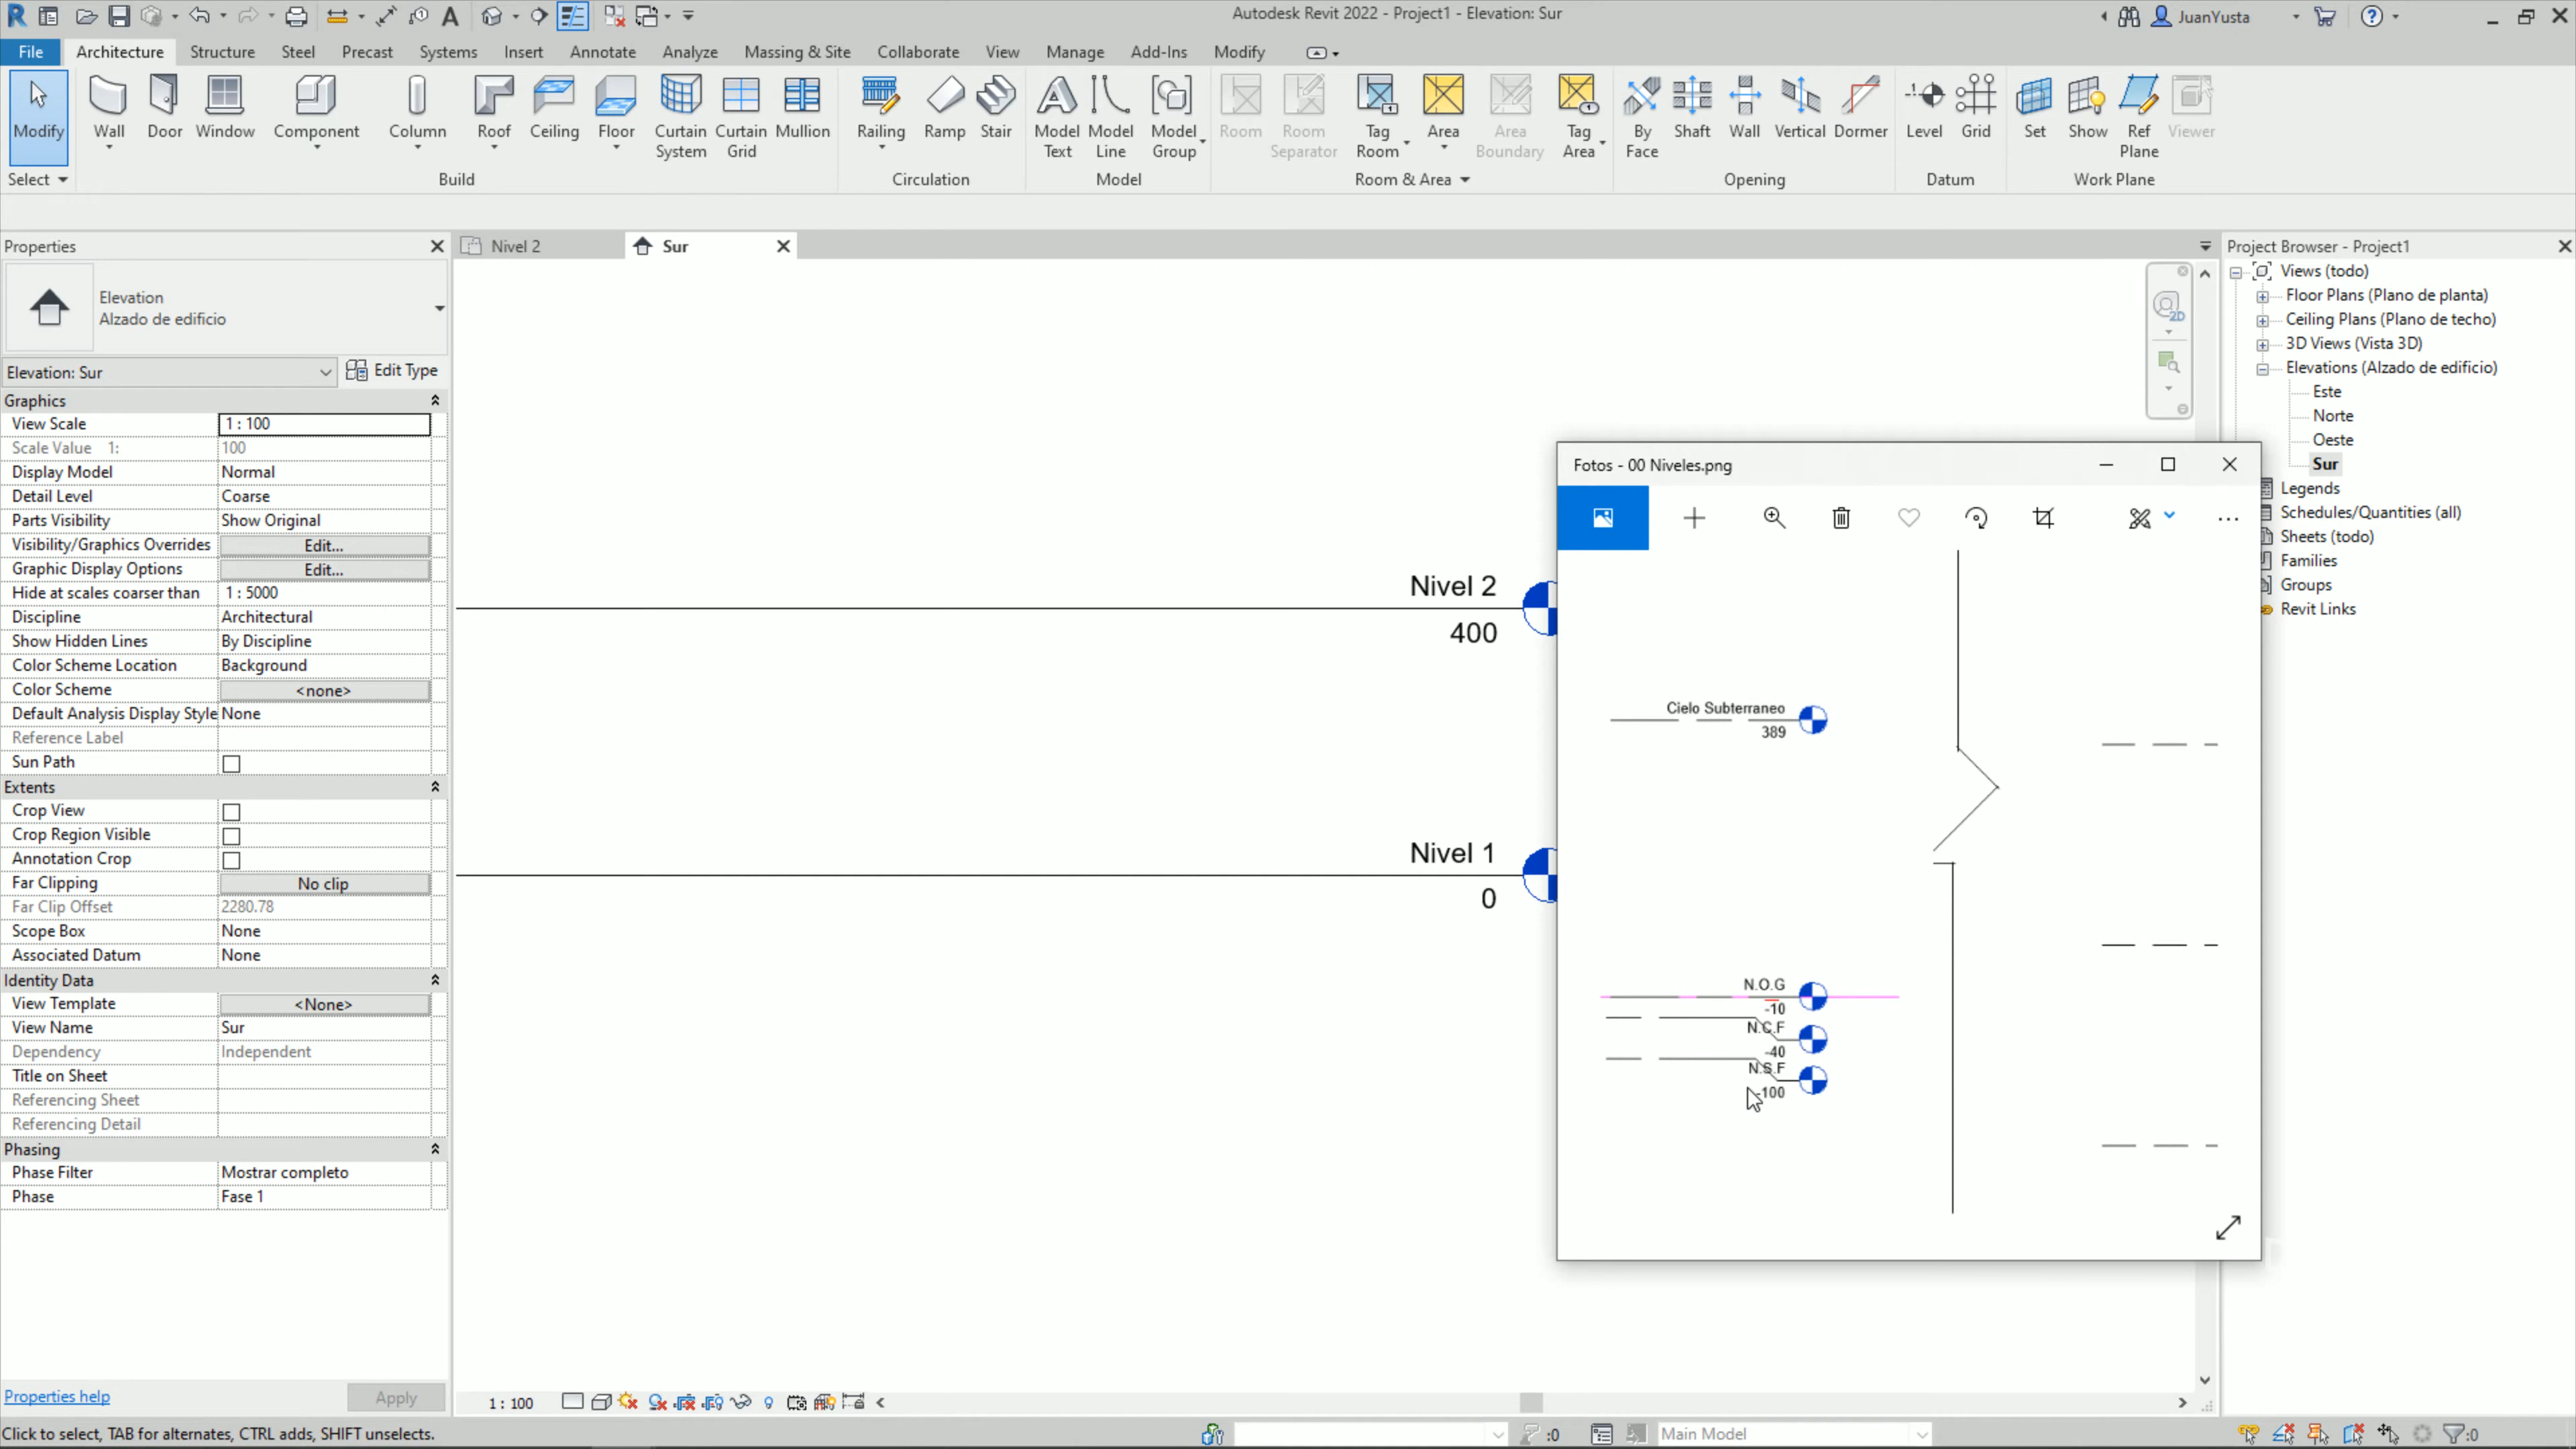 Autodesk Revit 2022 - Project1 - Elevation: Sur
JuanYusta
File Architecture Structure Steel Precast Systems Insert Annotate Analyze Massing & Site Collaborate View Manage Add-Ins Modify
Modify Wall Door Window Component Column Roof Ceiling Floor Curtain System Curtain Grid Mullion Railing Ramp Stair Model Text Model Line Model Group Room Room Separator Tag Room Area Area Boundary Tag Area By Face Shaft Wall Vertical Dormer Level Grid Set Show Ref Plane Viewer
Select Build Circulation Model Room & Area Opening Datum Work Plane
Properties
Elevation
Alzado de edificio
Elevation: Sur Edit Type
Graphics
View Scale 1 : 100
Scale Value 1: 100
Display Model Normal
Detail Level Coarse
Parts Visibility Show Original
Visibility/Graphics Overrides Edit...
Graphic Display Options Edit...
Hide at scales coarser than 1 : 5000
Discipline Architectural
Show Hidden Lines By Discipline
Color Scheme Location Background
Color Scheme <none>
Default Analysis Display Style None
Reference Label
Sun Path
Extents
Crop View
Crop Region Visible
Annotation Crop
Far Clipping No clip
Far Clip Offset 2280.78
Scope Box None
Associated Datum None
Identity Data
View Template <None>
View Name Sur
Dependency Independent
Title on Sheet
Referencing Sheet
Referencing Detail
Phasing
Phase Filter Mostrar completo
Phase Fase 1
Properties help Apply
Nivel 2 Sur
Nivel 2
400
Nivel 1
0
2D
Fotos - 00 Niveles.png
Cielo Subterraneo
389
N.O.G
-10
N.C.F
-40
N.S.F
-100
Project Browser - Project1
Views (todo)
Floor Plans (Plano de planta)
Ceiling Plans (Plano de techo)
3D Views (Vista 3D)
Elevations (Alzado de edificio)
Este
Norte
Oeste
Sur
Legends
Schedules/Quantities (all)
Sheets (todo)
Families
Groups
Revit Links
1 : 100
Click to select, TAB for alternates, CTRL adds, SHIFT unselects.
:0
Main Model
:0